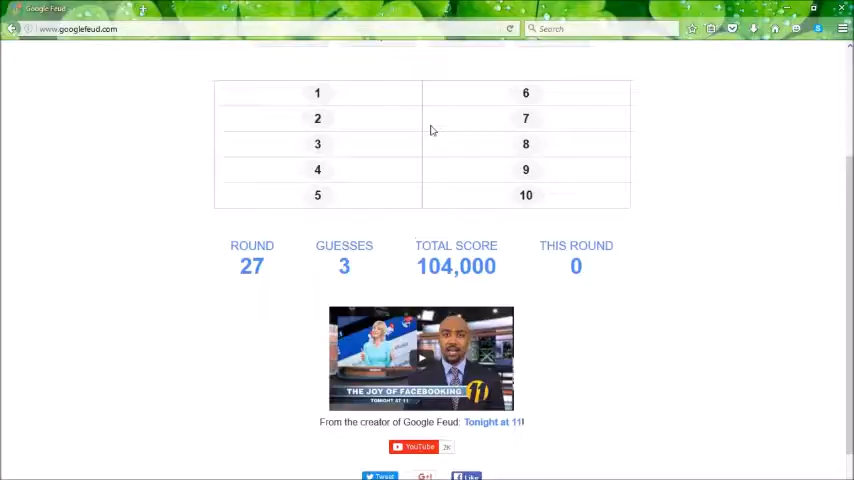 Google Feud
www.googlefeud.com
Search
1 6
2 7
3 8
4 9
5 10
ROUND GUESSES TOTAL SCORE THIS ROUND
27 3 104,000 0
THE JOY OF FACEBOOKING
TONIGHT AT 11
11
From the creator of Google Feud: Tonight at 11!
YouTube 2K
Tweet G+1 Like